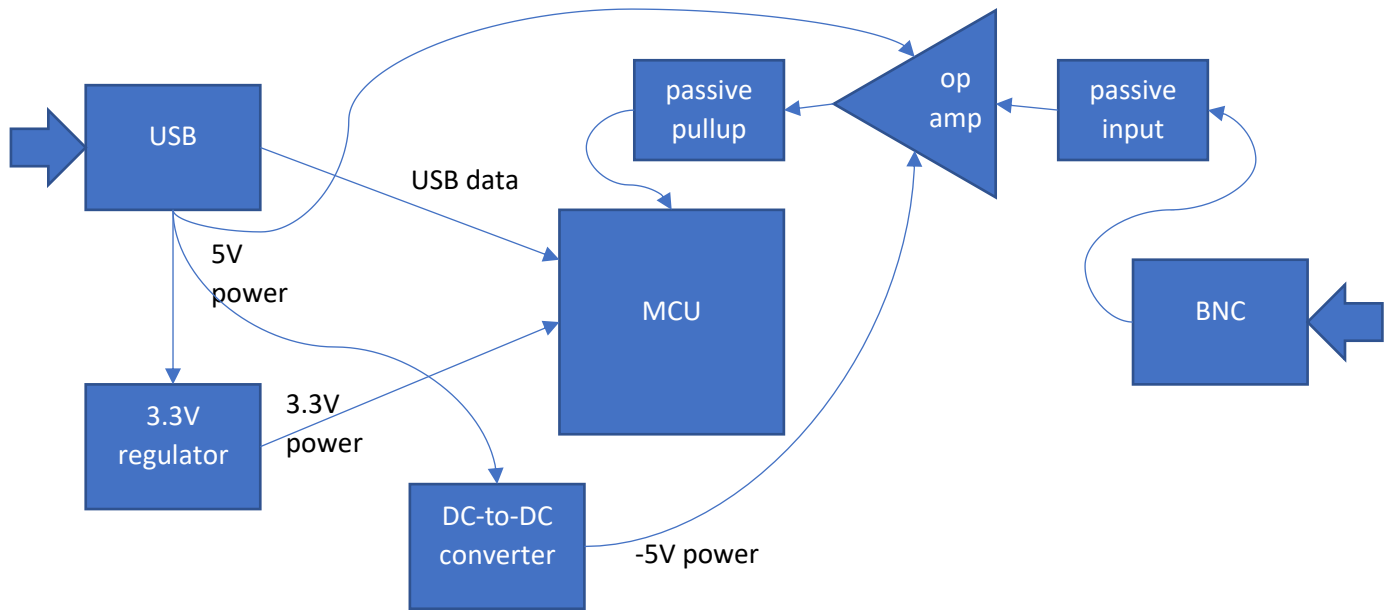 passive
pullup
op
amp
passive
input
USB
USB data
5V
power
MCU
BNC
3.3V
regulator
3.3V
power
DC-to-DC
converter
-5V power